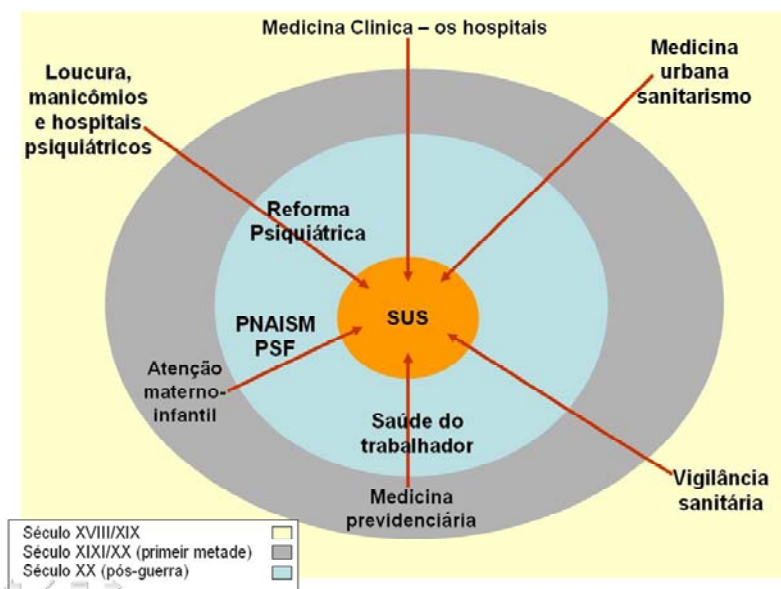 Medicina Clinica – os hospitais
Loucura,
manicômios
e hospitais
psiquiátricos
Medicina
urbana
sanitarismo
Reforma
Psiquiátrica
SUS
PNAISM
PSF
Atenção
materno-
infantil
Saúde do
trabalhador
Medicina
previdenciária
Vigilância
sanitária
Século XVIII/XIX
Século XIXI/XX (primeir metade)
Século XX (pós-guerra)